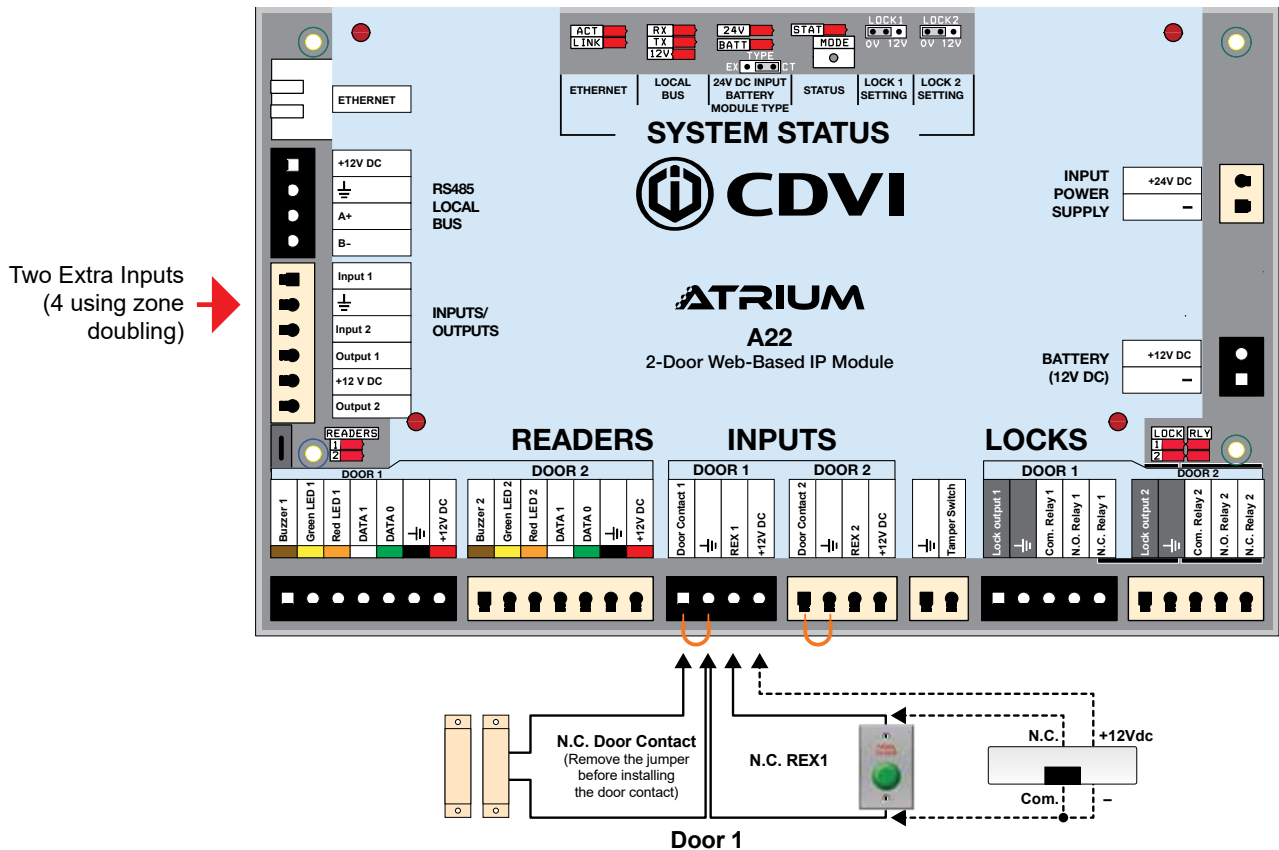 ACT
LINK
RX
TX
12V
24V
BATT
TYPE
EX CT
STAT
MODE
LOCK1
0V 12V
LOCK2
0V 12V
ETHERNET
LOCAL
BUS
24V DC INPUT
BATTERY
MODULE TYPE
STATUS
LOCK 1
SETTING
LOCK 2
SETTING
SYSTEM STATUS
CDVI
ATRIUM
A22
2-Door Web-Based IP Module
ETHERNET
+12V DC
A+
B-
RS485
LOCAL
BUS
Two Extra Inputs
(4 using zone
doubling)
Input 1
Input 2
Output 1
+12 V DC
Output 2
INPUTS/
OUTPUTS
INPUT
POWER
SUPPLY
+24V DC
–
BATTERY
(12V DC)
+12V DC
–
READERS
1
2
LOCK RLY
1
2
READERS
DOOR 1
Buzzer 1
Green LED 1
Red LED 1
DATA 1
DATA 0
+12V DC
DOOR 2
Buzzer 2
Green LED 2
Red LED 2
DATA 1
DATA 0
+12V DC
INPUTS
DOOR 1
Door Contact 1
REX 1
+12V DC
DOOR 2
Door Contact 2
REX 2
+12V DC
Tamper Switch
LOCKS
DOOR 1
Lock output 1
Com. Relay 1
N.O. Relay 1
N.C. Relay 1
DOOR 2
Lock output 2
Com. Relay 2
N.O. Relay 2
N.C. Relay 2
N.C. Door Contact
(Remove the jumper
before installing
the door contact)
N.C. REX1
N.C.
+12Vdc
Com.
–
Door 1